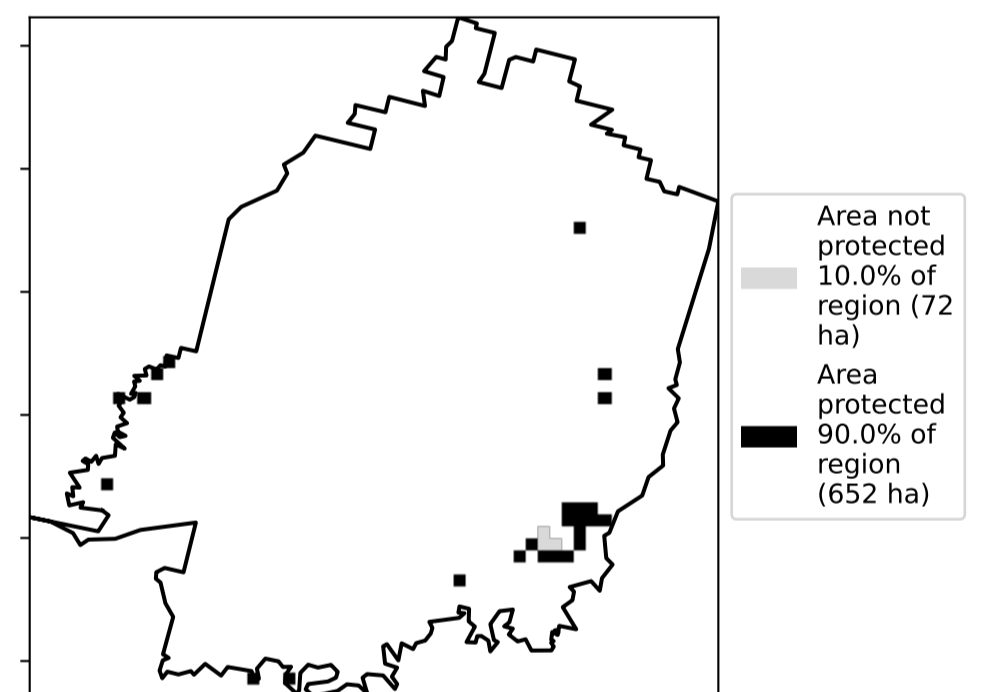 Area not
protected
10.0% of
region (72
ha)
Area
protected
90.0% of
region
(652 ha)